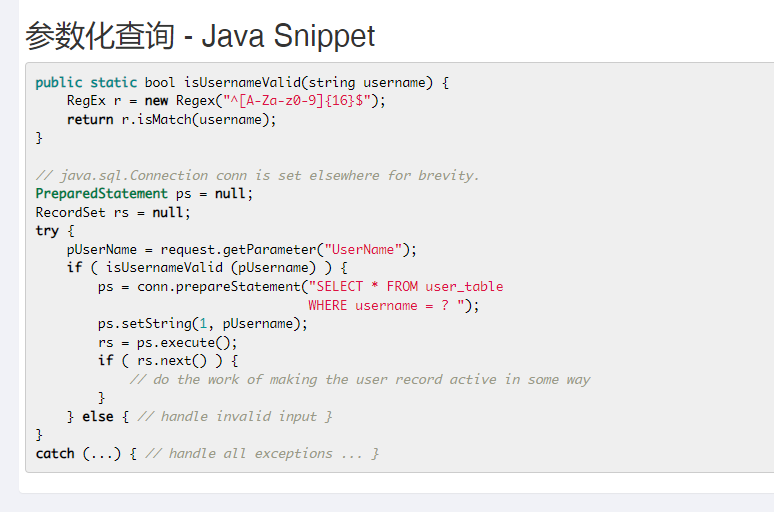 参数化查询 - Java Snippet
public static bool isUsernameValid(string username) {
    RegEx r = new Regex("^[A-Za-z0-9]{16}$");
    return r.isMatch(username);
}

// java.sql.Connection conn is set elsewhere for brevity.
PreparedStatement ps = null;
RecordSet rs = null;
try {
    pUserName = request.getParameter("UserName");
    if ( isUsernameValid (pUsername) ) {
        ps = conn.prepareStatement("SELECT * FROM user_table
                                   WHERE username = ? ");
        ps.setString(1, pUsername);
        rs = ps.execute();
        if ( rs.next() ) {
            // do the work of making the user record active in some way
        }
    } else { // handle invalid input }
}
catch (...) { // handle all exceptions ... }